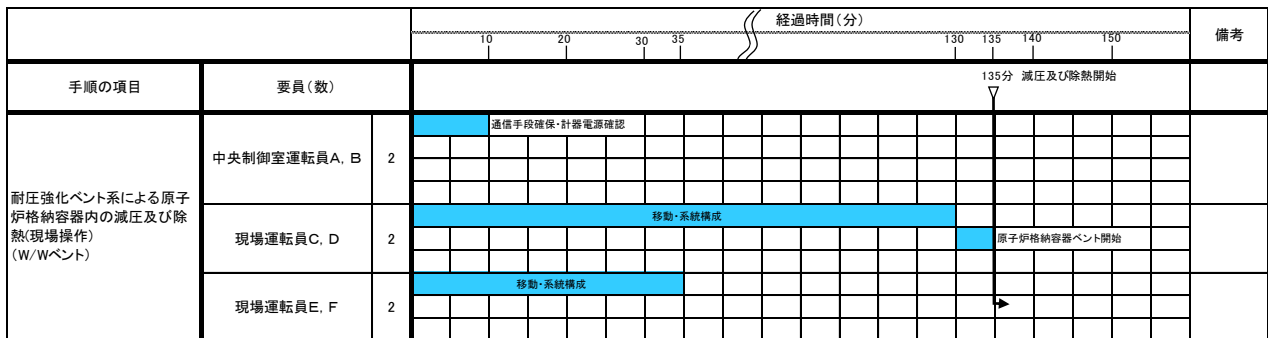 経過時間(分)
備考
10 20 30 35 130 135 140 150
手順の項目
要員(数)
135分 減圧及び除熱開始
通信手段確保・計器電源確認
中央制御室運転員A, B
2
耐圧強化ベント系による原子
炉格納容器内の減圧及び除
熱(現場操作)
(W/Wベント)
移動・系統構成
現場運転員C, D
2
原子炉格納容器ベント開始
移動・系統構成
現場運転員E, F
2